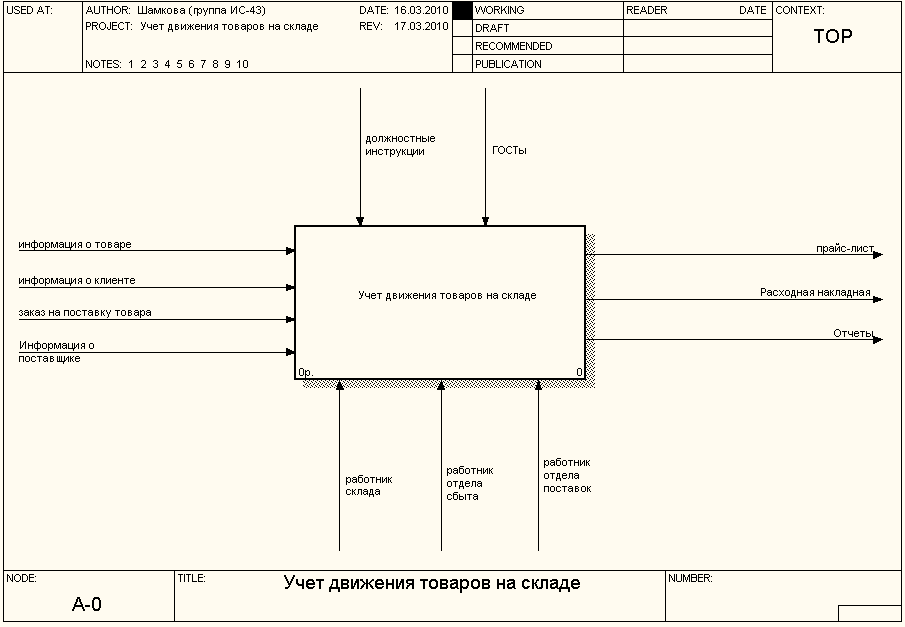 USED AT:
AUTHOR: Шамкова (группа ИС-43)
DATE: 16.03.2010
WORKING
READER
DATE
CONTEXT:
PROJECT: Учет движения товаров на складе
REV: 17.03.2010
DRAFT
TOP
RECOMMENDED
NOTES: 1 2 3 4 5 6 7 8 9 10
PUBLICATION
должностные
инструкции
ГОСТы
информация о товаре
информация о клиенте
заказ на поставку товара
Информация о
поставщике
Учет движения товаров на складе
0р.
0
прайс-лист
Расходная накладная
Отчеты
работник
склада
работник
отдела
сбыта
работник
отдела
поставок
NODE:
A-0
TITLE:
Учет движения товаров на складе
NUMBER: